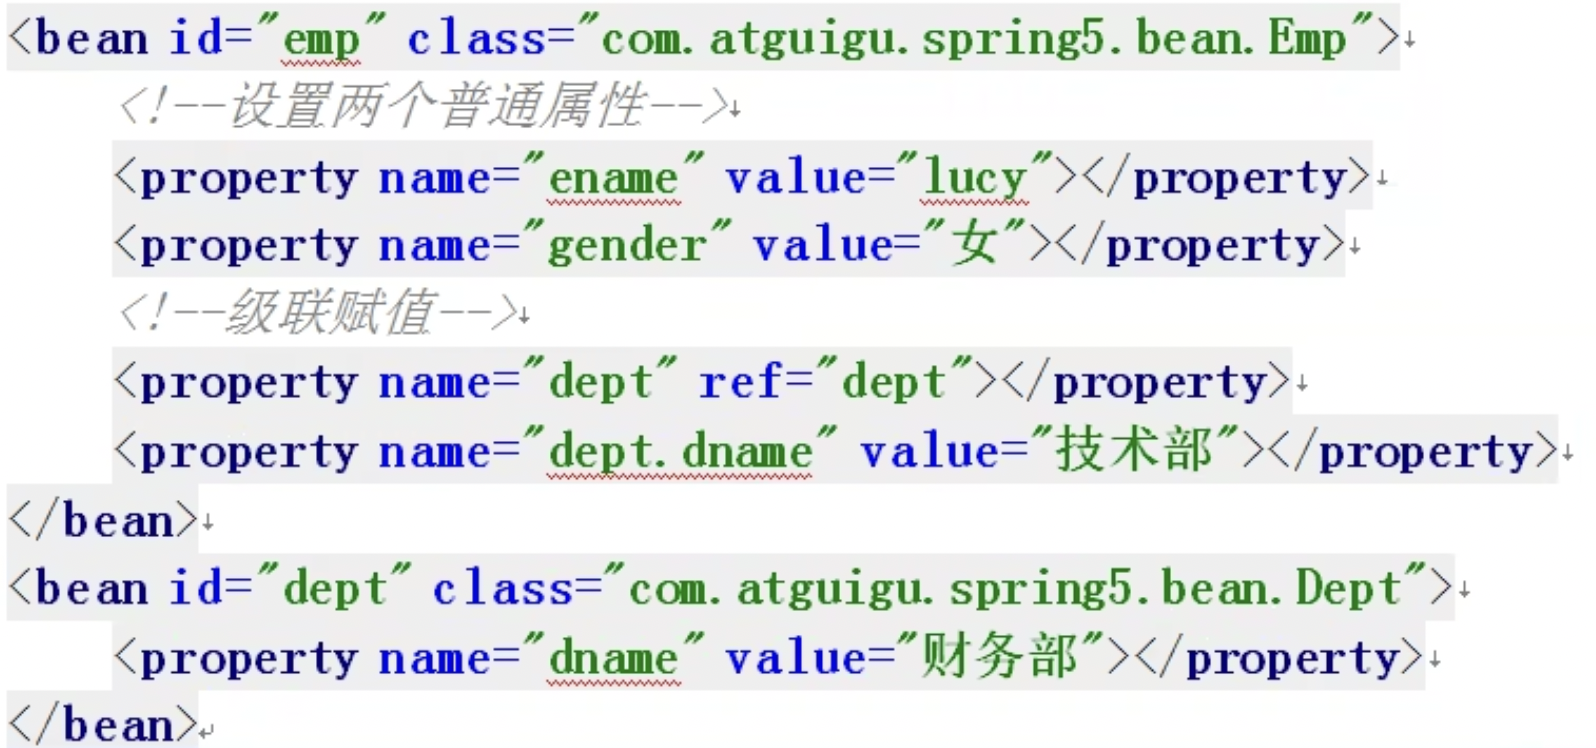 <bean id="emp" class="com.atguigu.spring5.bean.Emp">
<!--设置两个普通属性-->
<property name="ename" value="lucy"></property>
<property name="gender" value="女"></property>
<!--级联赋值-->
<property name="dept" ref="dept"></property>
<property name="dept.dname" value="技术部"></property>
</bean>
<bean id="dept" class="com.atguigu.spring5.bean.Dept">
<property name="dname" value="财务部"></property>
</bean>